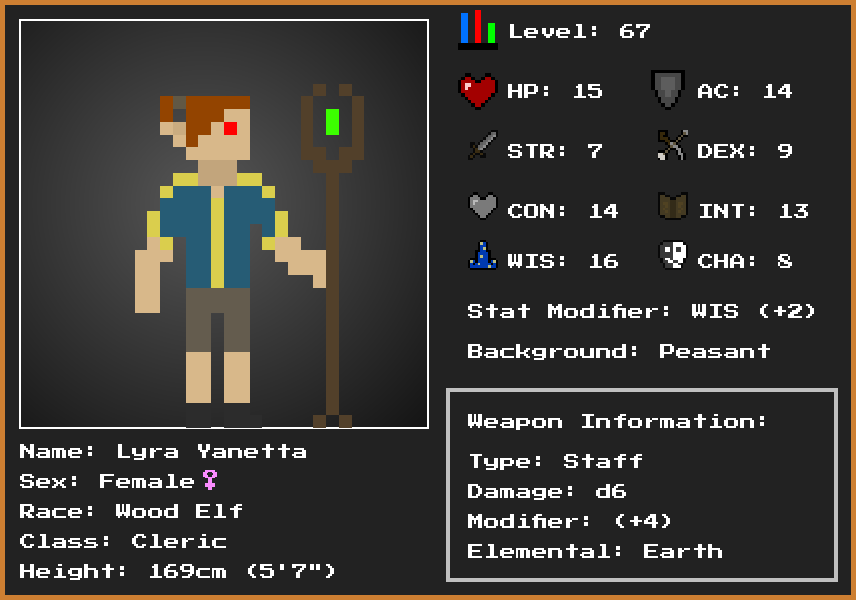 Level: 67
HP: 15 AC: 14
STR: 7 DEX: 9
CON: 14 INT: 13
WIS: 16 CHA: 8
Stat Modifier: WIS (+2)
Background: Peasant
Weapon Information:
Type: Staff
Damage: d6
Modifier: (+4)
Elemental: Earth
Name: Lyra Yanetta
Sex: Female♀
Race: Wood Elf
Class: Cleric
Height: 169cm (5'7")